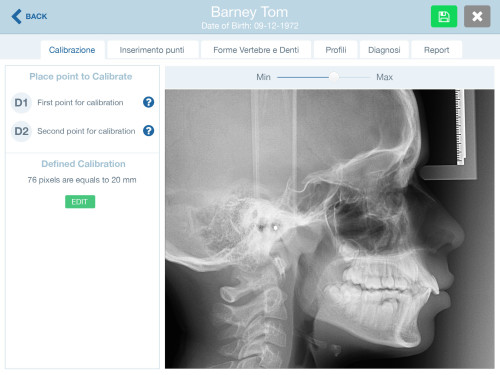 BACK
Barney Tom
Date of Birth: 09-12-1972
Calibrazione
Inserimento punti
Forme Vertebre e Denti
Profili
Diagnosi
Report
Place point to Calibrate
Min
Max
D1 First point for calibration ?
D2 Second point for calibration ?
Defined Calibration
76 pixels are equals to 20 mm
EDIT